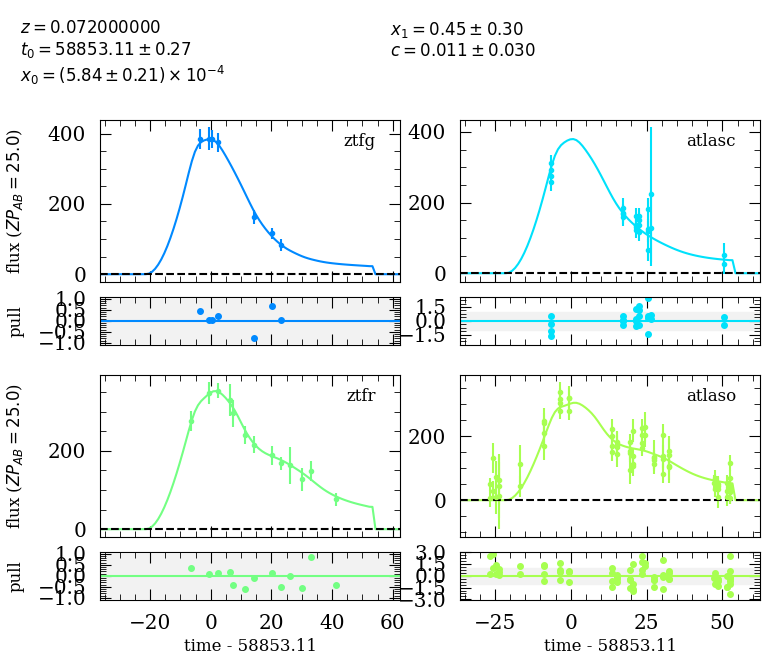 z = 0.072000000
t₀ = 58853.11 ± 0.27
x₀ = (5.84 ± 0.21) × 10⁻⁴
x₁ = 0.45 ± 0.30
c = 0.011 ± 0.030
flux (ZP_AB = 25.0)
400
200
0
ztfg
400
200
0
atlasc
pull
1.0
0.5
0.0
−0.5
−1.0
1.5
0.0
−1.5
flux (ZP_AB = 25.0)
200
0
ztfr
200
0
atlaso
pull
1.0
0.5
0.0
−0.5
−1.0
3.0
1.5
0.0
−1.5
−3.0
−20 0 20 40 60
−25 0 25 50
time - 58853.11
time - 58853.11